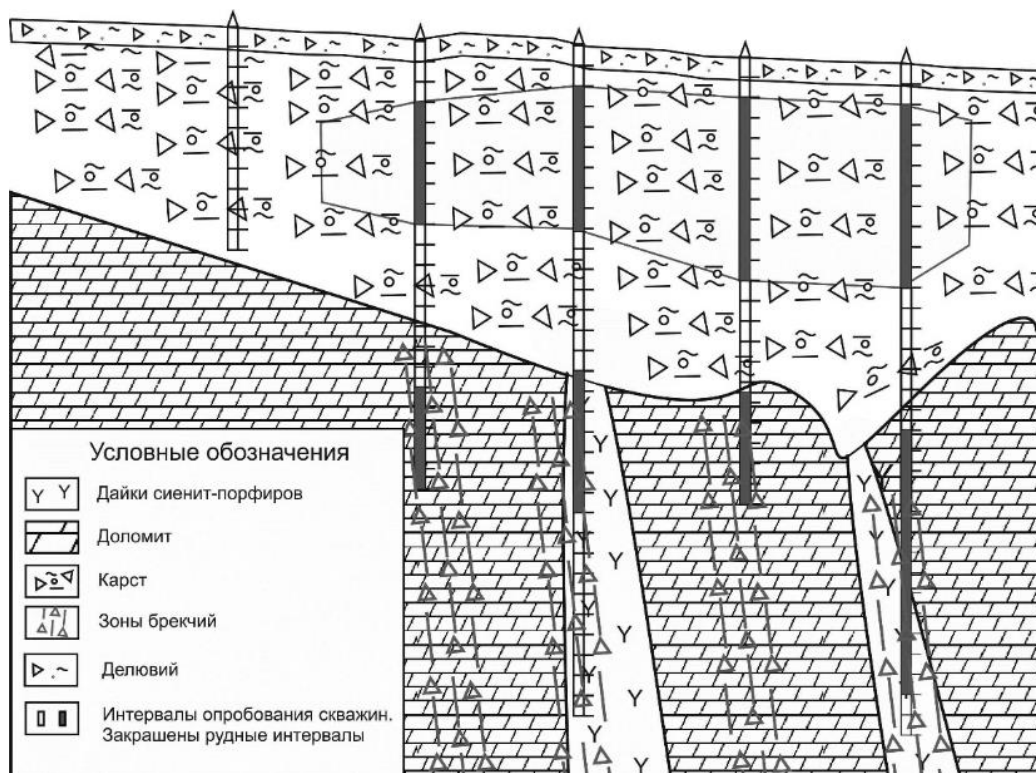 Условные обозначения
Дайки сиенит-порфиров
Доломит
Карст
Зоны брекчий
Делювий
Интервалы опробования скважин.
Закрашены рудные интервалы